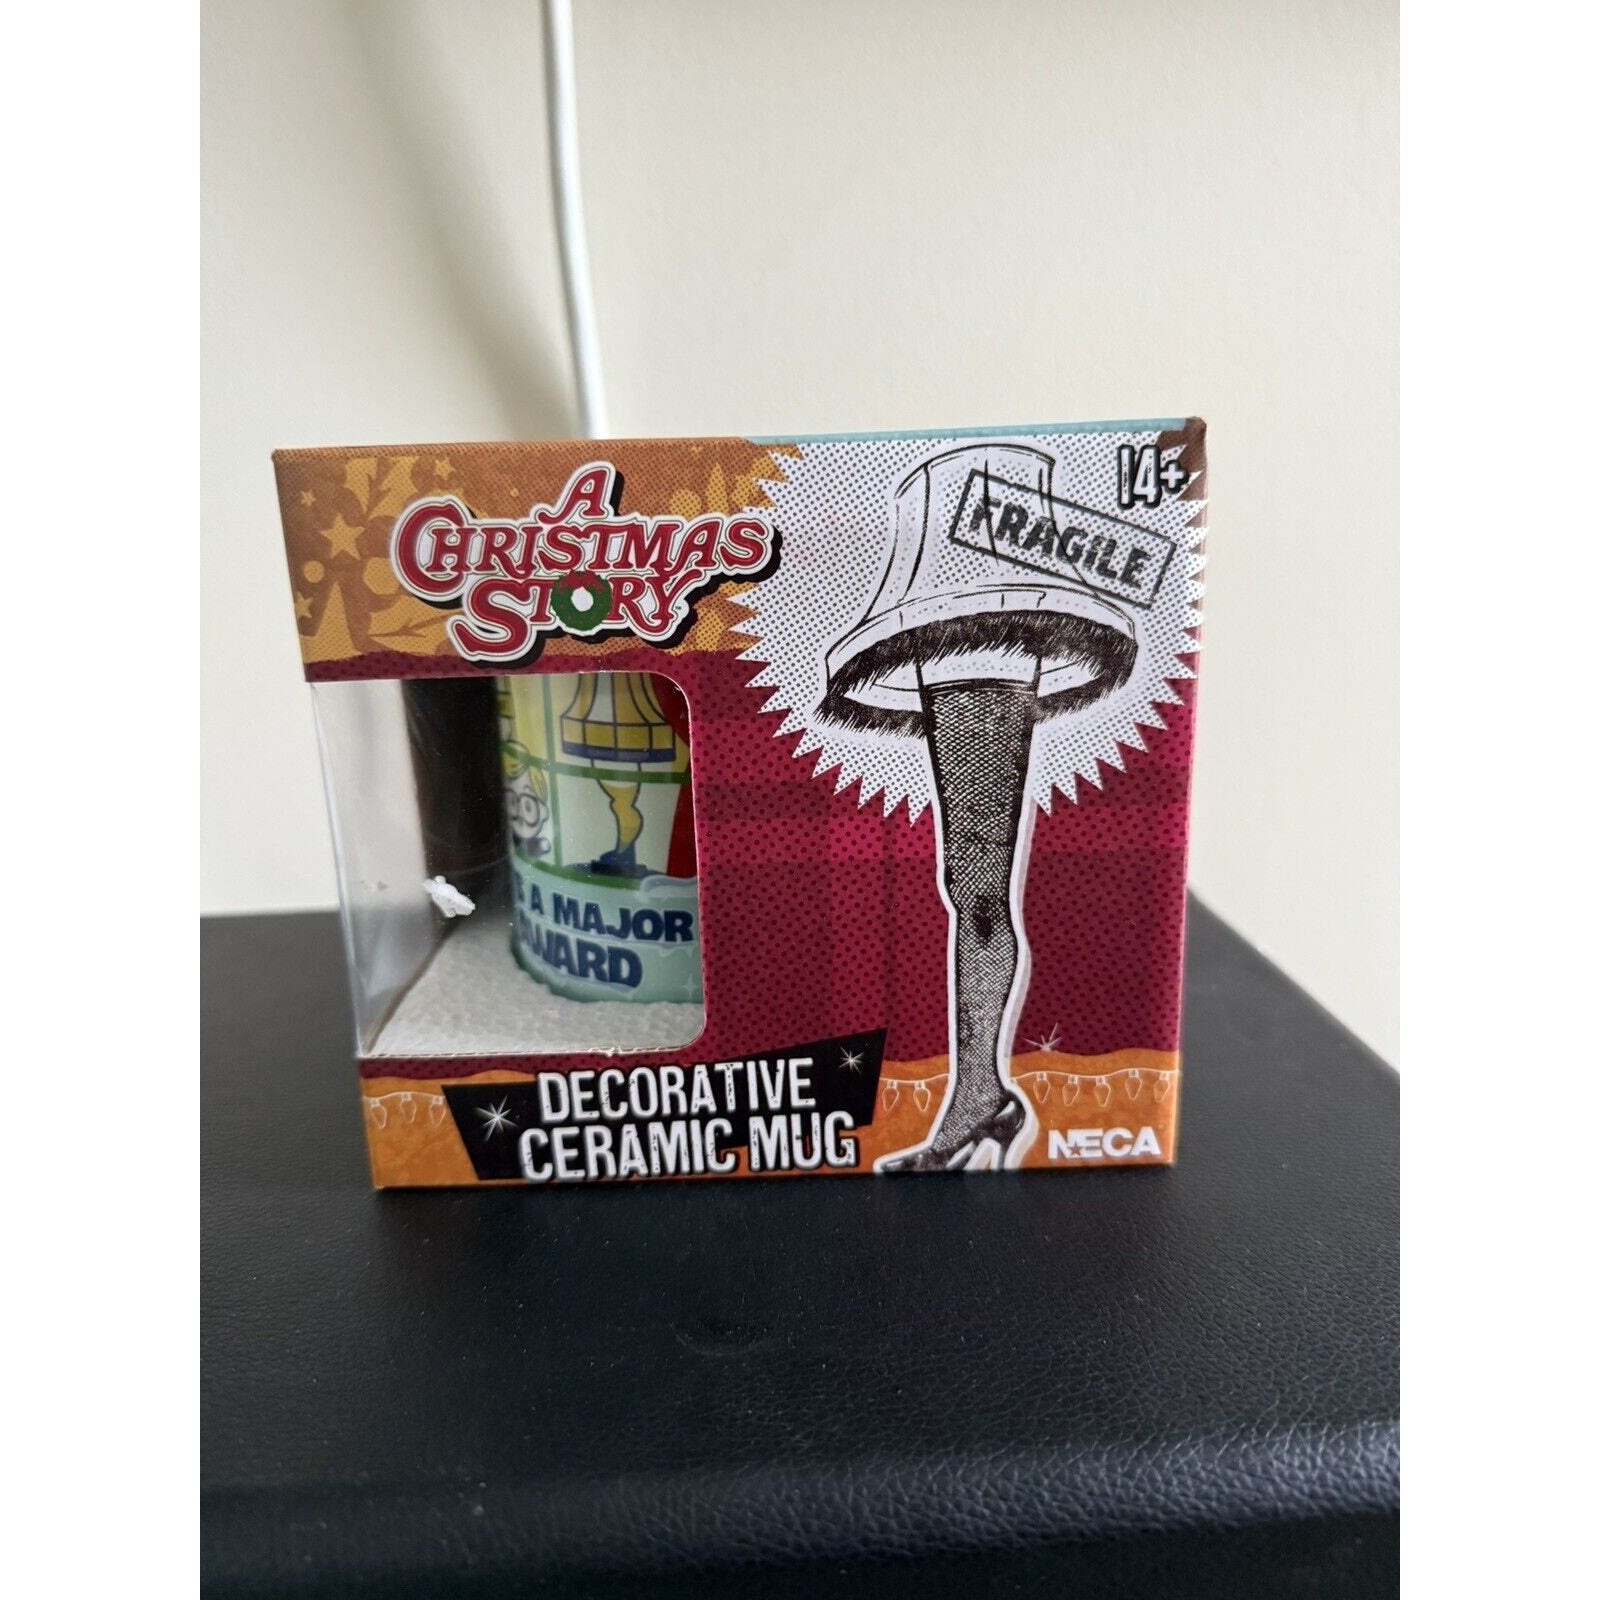 A
CHRISTMAS
STORY
14+
FRAGILE
A MAJOR
AWARD
DECORATIVE
CERAMIC MUG
NECA